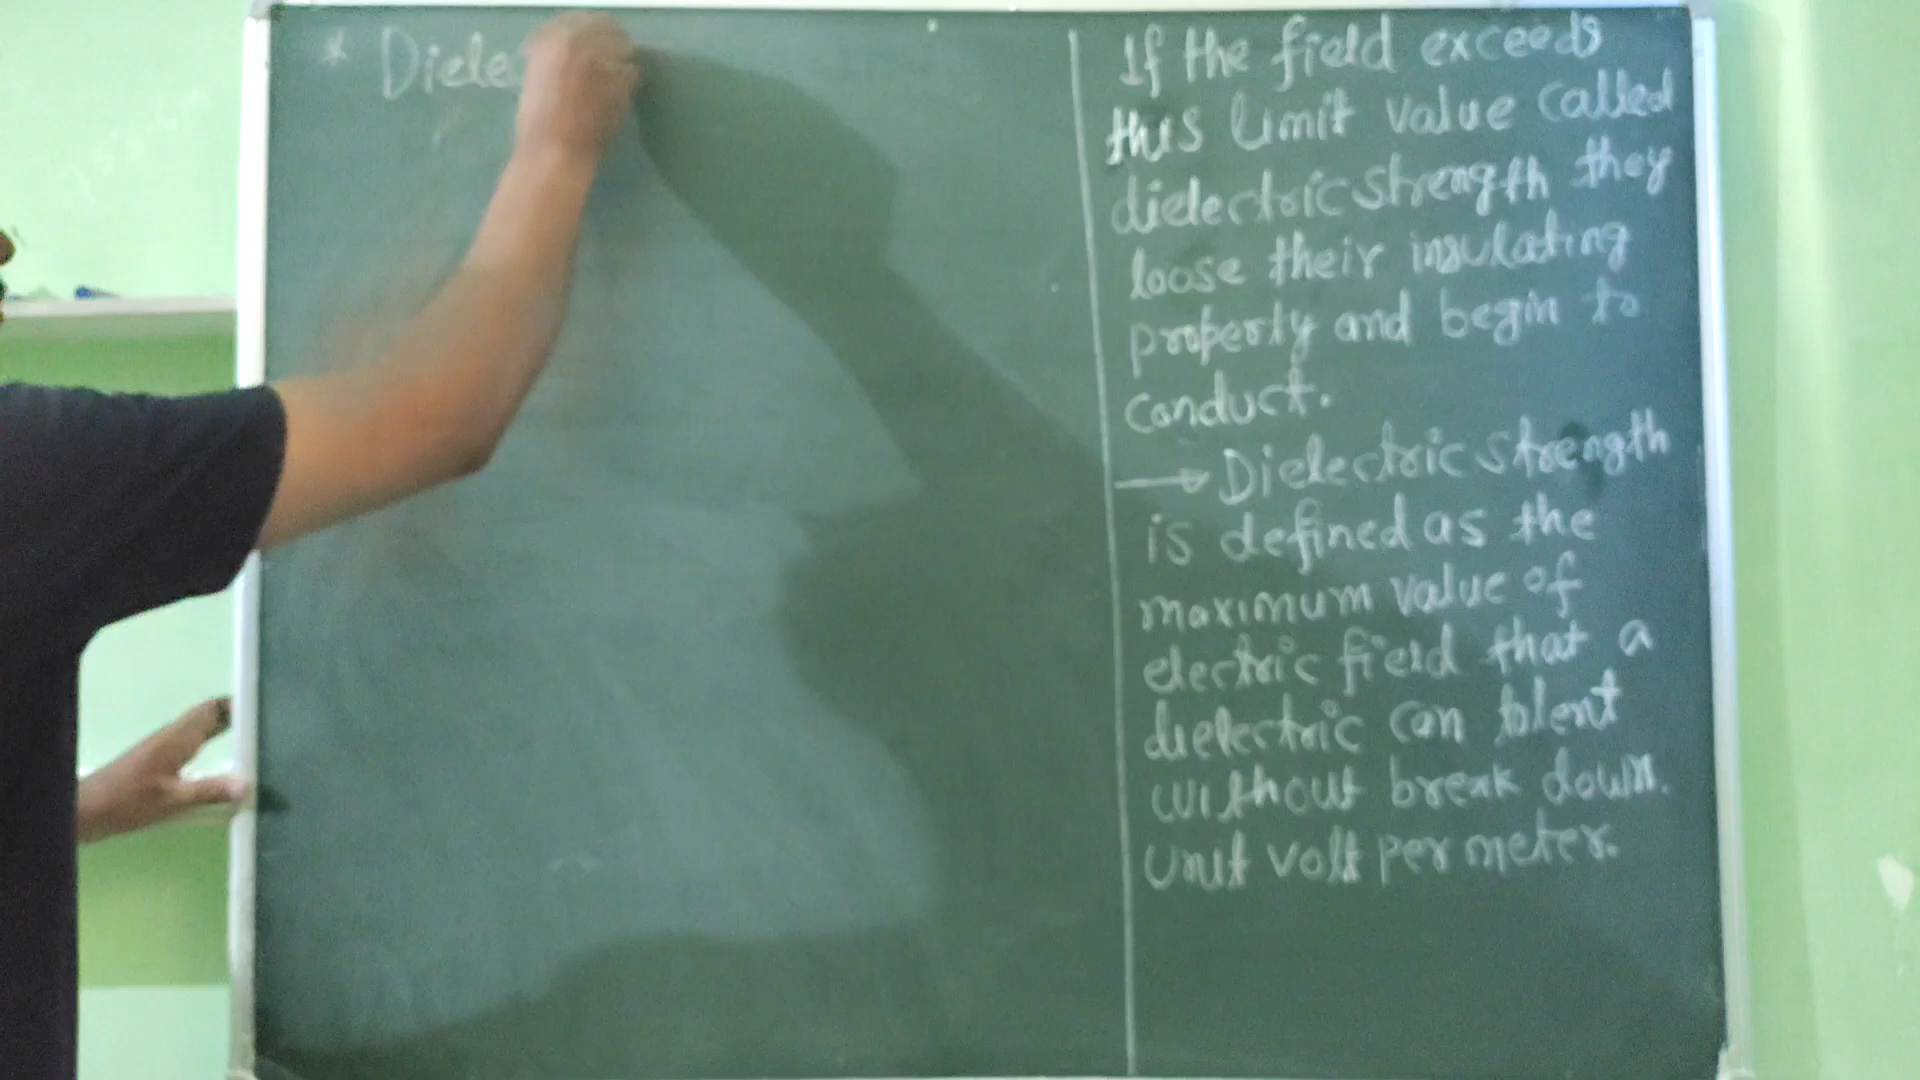 * Dielec
If the field exceeds
this limit value called
dielectric strength they
loose their insulating
property and begin to
conduct.
→ Dielectric strength
is defined as the
maximum value of
electric field that a
dielectric can tolent
without break down.
Unit volt per meter.